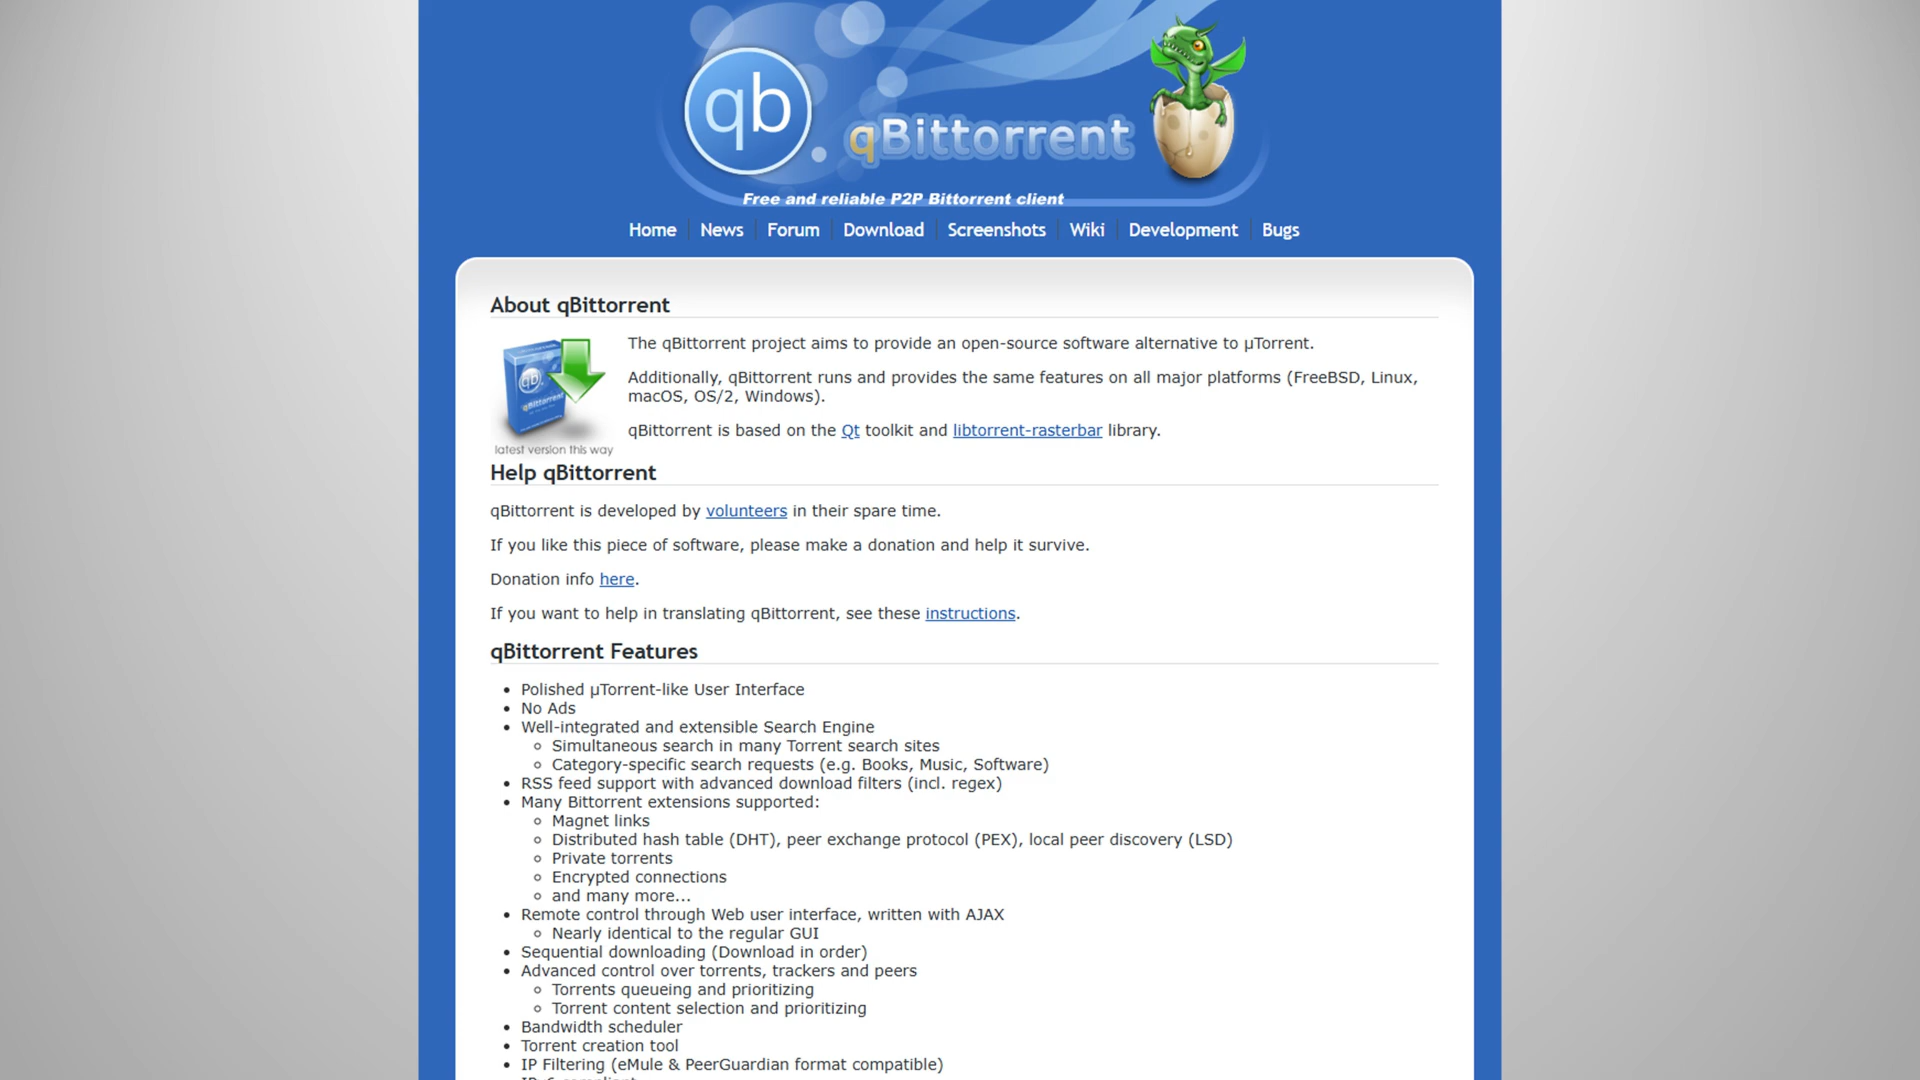 qb
qBittorrent
Free and reliable P2P Bittorrent client
Home News Forum Download Screenshots Wiki Development Bugs
About qBittorrent
qb
qBittorrent
latest version this way
The qBittorrent project aims to provide an open-source software alternative to µTorrent.
Additionally, qBittorrent runs and provides the same features on all major platforms (FreeBSD, Linux,
macOS, OS/2, Windows).
qBittorrent is based on the Qt toolkit and libtorrent-rasterbar library.
Help qBittorrent
qBittorrent is developed by volunteers in their spare time.
If you like this piece of software, please make a donation and help it survive.
Donation info here.
If you want to help in translating qBittorrent, see these instructions.
qBittorrent Features
• Polished µTorrent-like User Interface
• No Ads
• Well-integrated and extensible Search Engine
◦ Simultaneous search in many Torrent search sites
◦ Category-specific search requests (e.g. Books, Music, Software)
• RSS feed support with advanced download filters (incl. regex)
• Many Bittorrent extensions supported:
◦ Magnet links
◦ Distributed hash table (DHT), peer exchange protocol (PEX), local peer discovery (LSD)
◦ Private torrents
◦ Encrypted connections
◦ and many more...
• Remote control through Web user interface, written with AJAX
◦ Nearly identical to the regular GUI
• Sequential downloading (Download in order)
• Advanced control over torrents, trackers and peers
◦ Torrents queueing and prioritizing
◦ Torrent content selection and prioritizing
• Bandwidth scheduler
• Torrent creation tool
• IP Filtering (eMule & PeerGuardian format compatible)